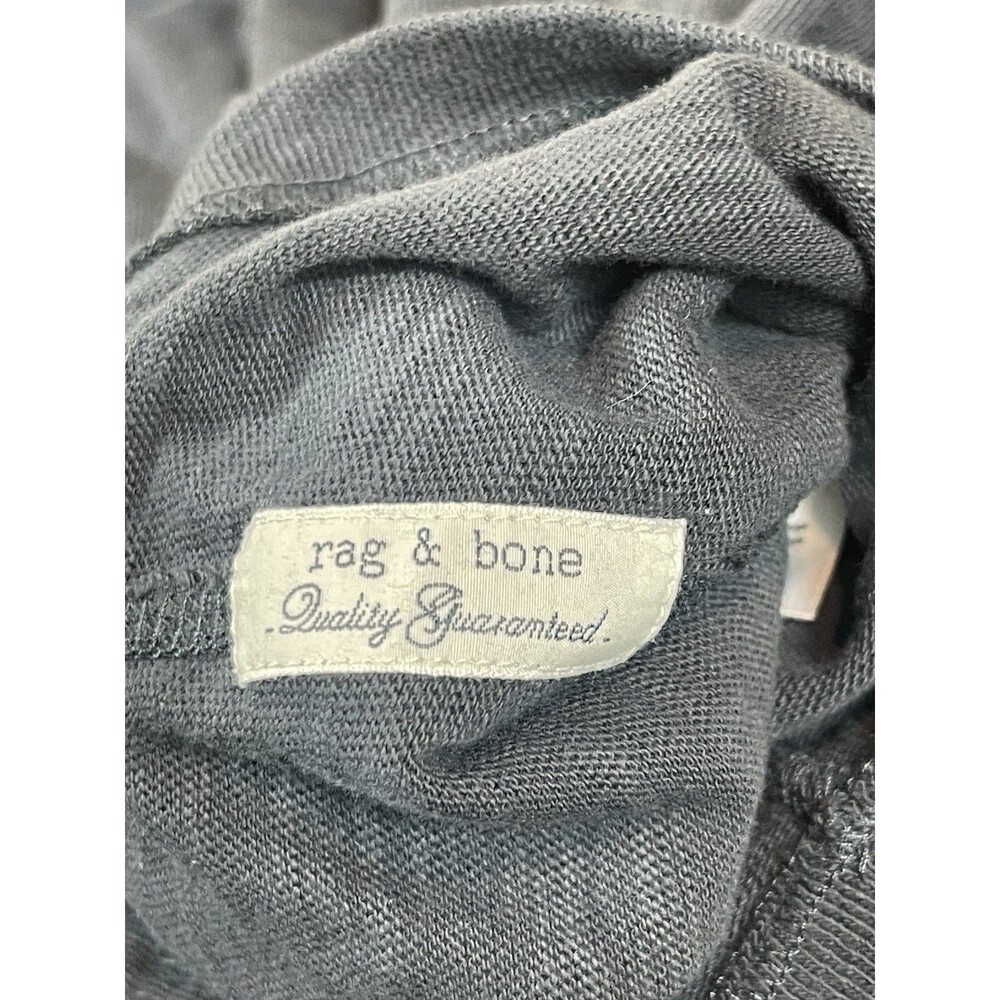 rag & bone
- Quality Guaranteed -